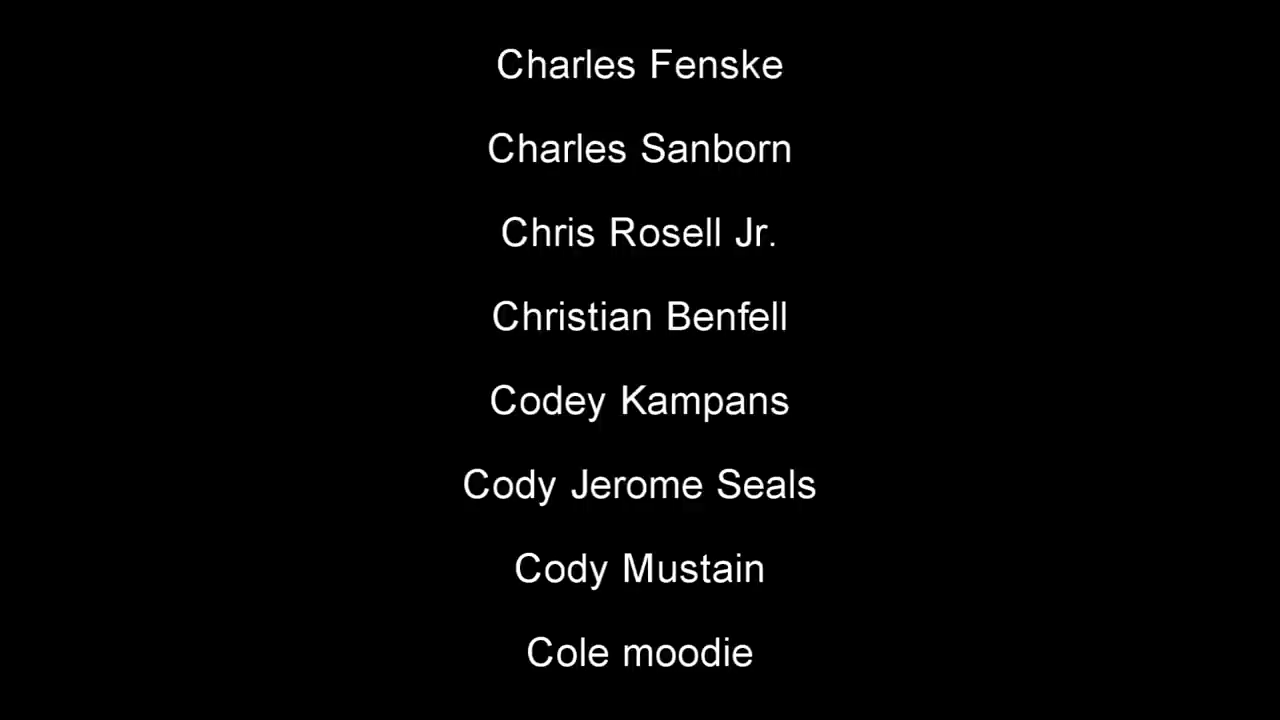 Charles Fenske
Charles Sanborn
Chris Rosell Jr.
Christian Benfell
Codey Kampans
Cody Jerome Seals
Cody Mustain
Cole moodie